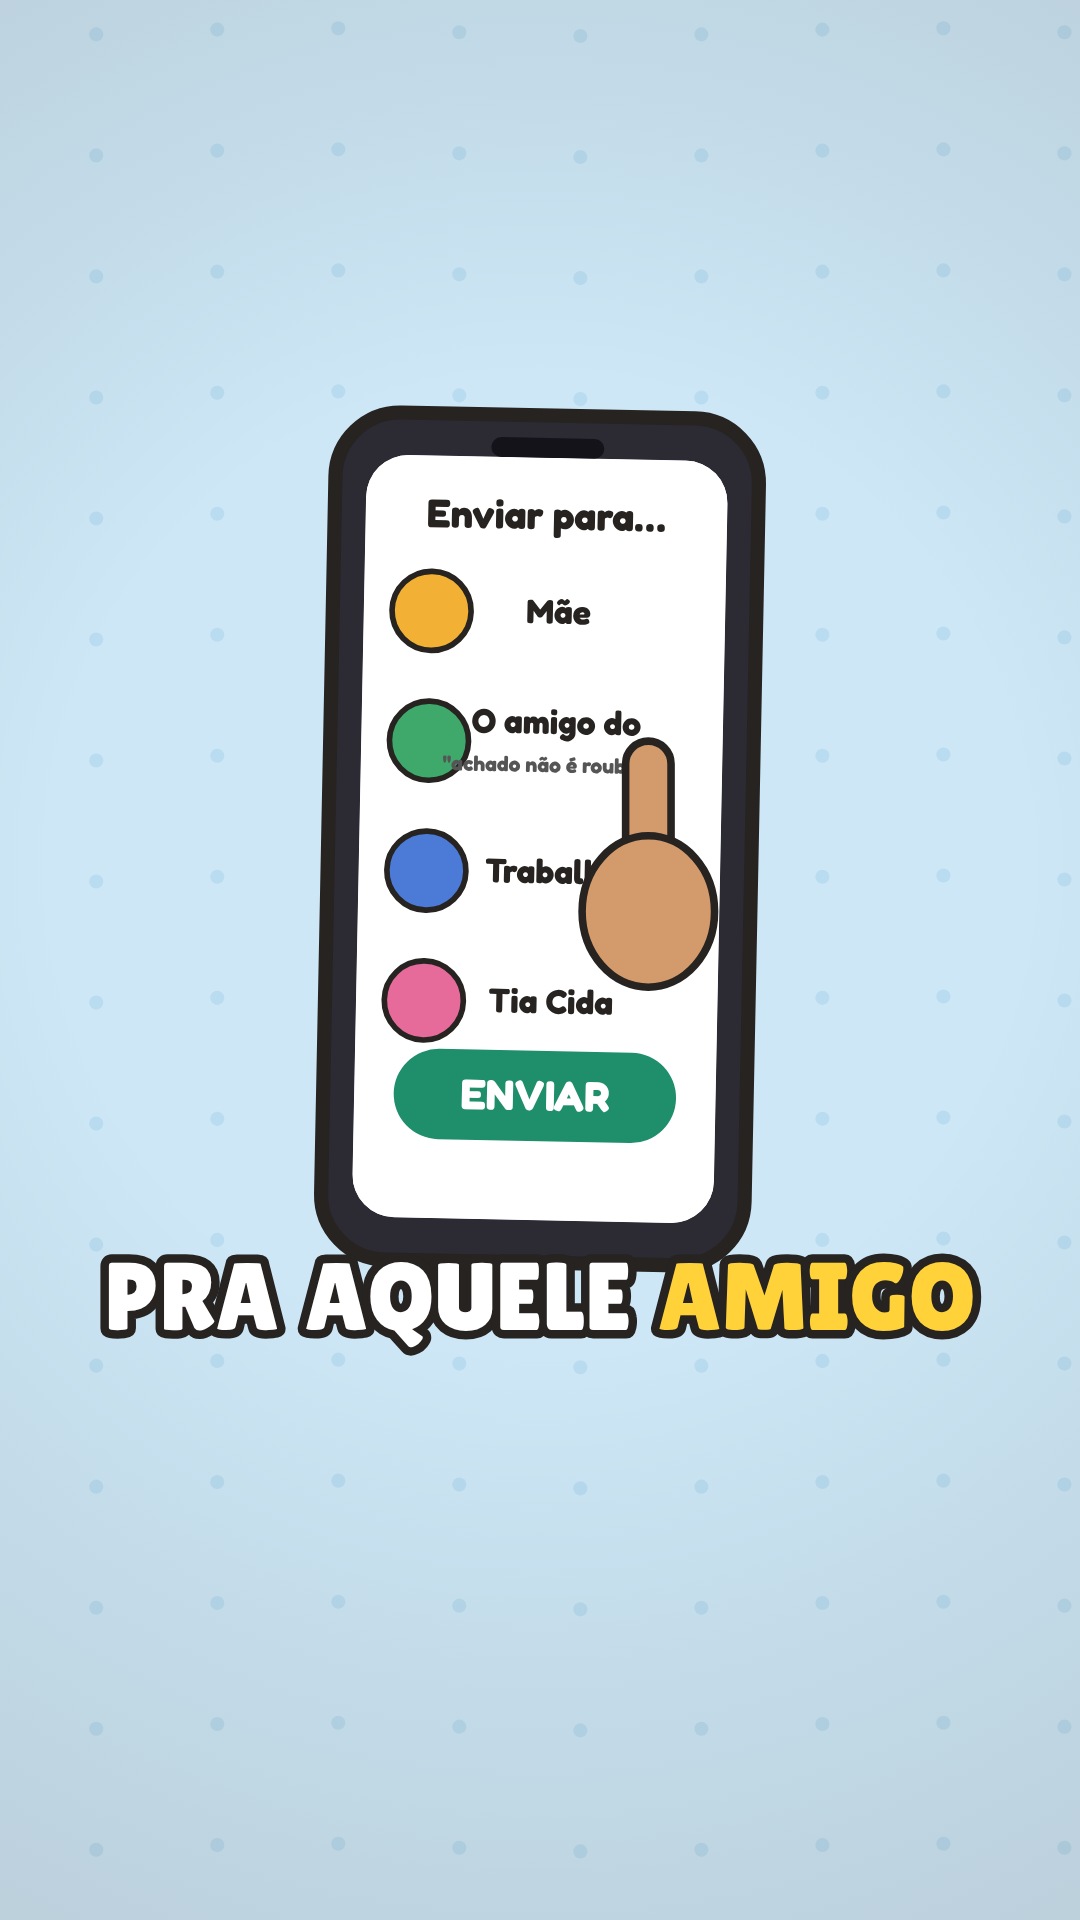 Enviar para...
Mãe
O amigo do
"achado não é roub
Trabal
Tia Cida
ENVIAR
PRA AQUELE AMIGO